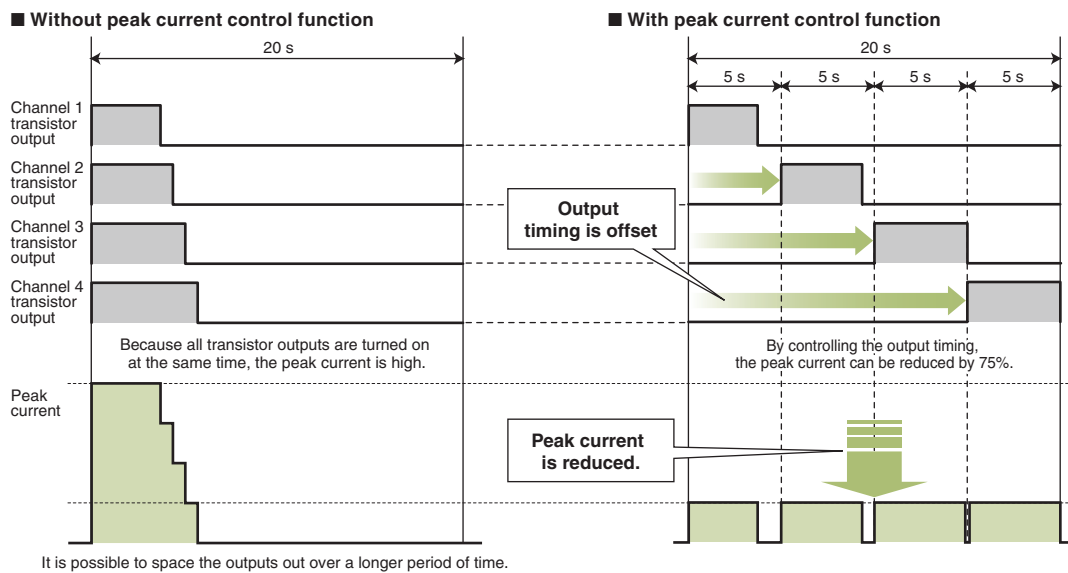 ■ Without peak current control function
20 s
Channel 1
transistor
output
Channel 2
transistor
output
Channel 3
transistor
output
Channel 4
transistor
output
Because all transistor outputs are turned on
at the same time, the peak current is high.
Peak
current
It is possible to space the outputs out over a longer period of time.
■ With peak current control function
20 s
5 s
5 s
5 s
5 s
Output
timing is offset
By controlling the output timing,
the peak current can be reduced by 75%.
Peak current
is reduced.